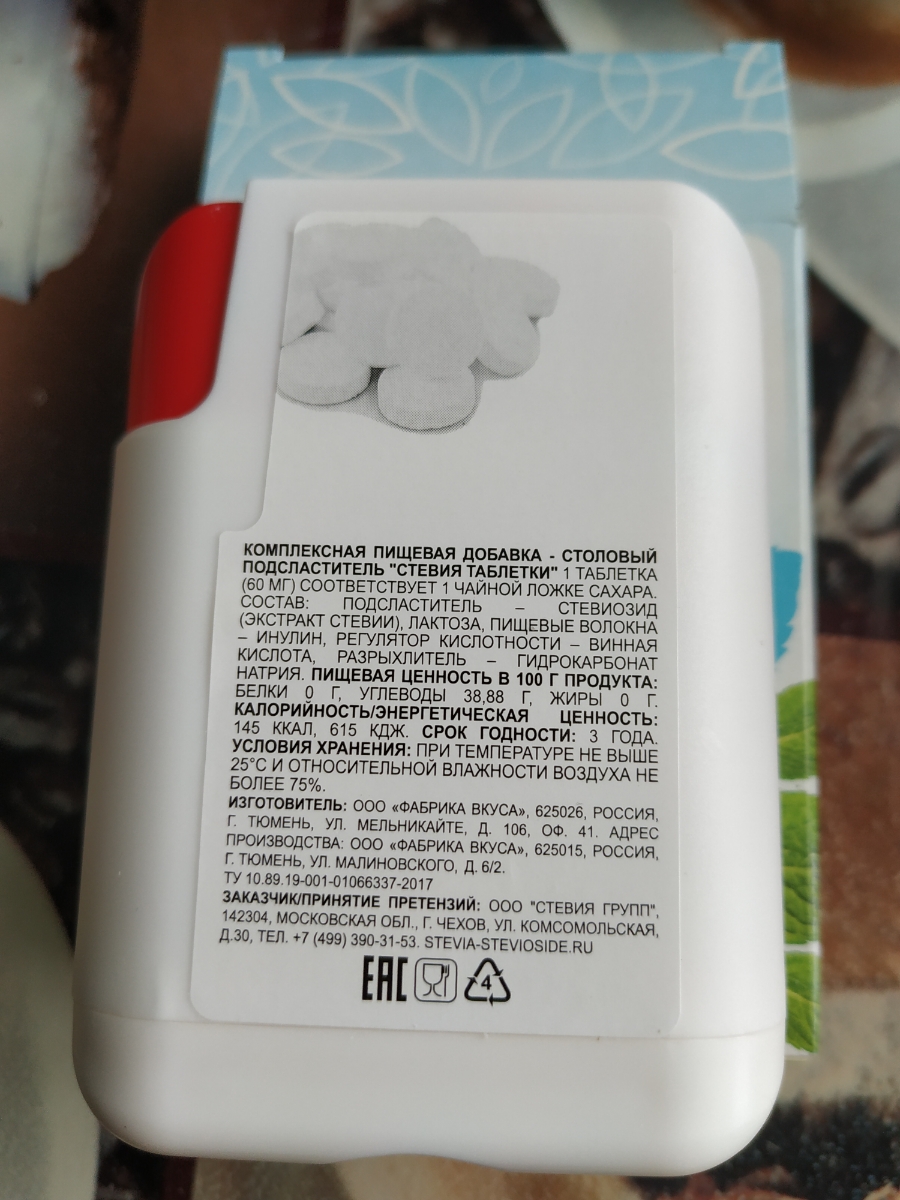 КОМПЛЕКСНАЯ ПИЩЕВАЯ ДОБАВКА - СТОЛОВЫЙ
ПОДСЛАСТИТЕЛЬ "СТЕВИЯ ТАБЛЕТКИ" 1 ТАБЛЕТКА
(60 МГ) СООТВЕТСТВУЕТ 1 ЧАЙНОЙ ЛОЖКЕ САХАРА.
СОСТАВ: ПОДСЛАСТИТЕЛЬ – СТЕВИОЗИД
(ЭКСТРАКТ СТЕВИИ), ЛАКТОЗА, ПИЩЕВЫЕ ВОЛОКНА
– ИНУЛИН, РЕГУЛЯТОР КИСЛОТНОСТИ – ВИННАЯ
КИСЛОТА, РАЗРЫХЛИТЕЛЬ – ГИДРОКАРБОНАТ
НАТРИЯ. ПИЩЕВАЯ ЦЕННОСТЬ В 100 Г ПРОДУКТА:
БЕЛКИ 0 Г, УГЛЕВОДЫ 38,88 Г, ЖИРЫ 0 Г.
КАЛОРИЙНОСТЬ/ЭНЕРГЕТИЧЕСКАЯ ЦЕННОСТЬ:
145 ККАЛ, 615 КДЖ. СРОК ГОДНОСТИ: 3 ГОДА.
УСЛОВИЯ ХРАНЕНИЯ: ПРИ ТЕМПЕРАТУРЕ НЕ ВЫШЕ
25°С И ОТНОСИТЕЛЬНОЙ ВЛАЖНОСТИ ВОЗДУХА НЕ
БОЛЕЕ 75%.
ИЗГОТОВИТЕЛЬ: ООО «ФАБРИКА ВКУСА», 625026, РОССИЯ,
Г. ТЮМЕНЬ, УЛ. МЕЛЬНИКАЙТЕ, Д. 106, ОФ. 41. АДРЕС
ПРОИЗВОДСТВА: ООО «ФАБРИКА ВКУСА», 625015, РОССИЯ,
Г. ТЮМЕНЬ, УЛ. МАЛИНОВСКОГО, Д. 6/2.
ТУ 10.89.19-001-01066337-2017
ЗАКАЗЧИК/ПРИНЯТИЕ ПРЕТЕНЗИЙ: ООО "СТЕВИЯ ГРУПП",
142304, МОСКОВСКАЯ ОБЛ., Г. ЧЕХОВ, УЛ. КОМСОМОЛЬСКАЯ,
Д.30, ТЕЛ. +7 (499) 390-31-53. STEVIA-STEVIOSIDE.RU
ЕАС 4